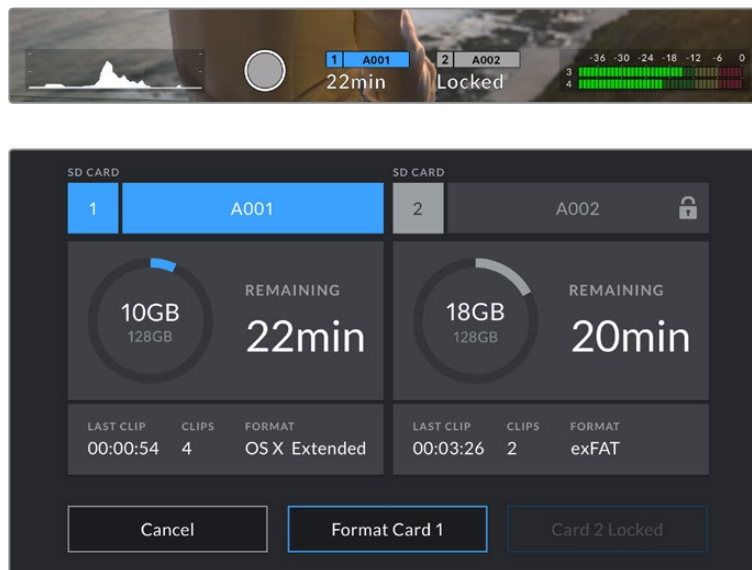 1 A001 2 A002
-36 -30 -24 -18 -12 -6 0
22min Locked
3
4
SD CARD SD CARD
1 A001 2 A002
10GB
128GB
REMAINING
22min
18GB
128GB
REMAINING
20min
LAST CLIP CLIPS FORMAT
00:00:54 4 OS X Extended
LAST CLIP CLIPS FORMAT
00:03:26 2 exFAT
Cancel Format Card 1 Card 2 Locked